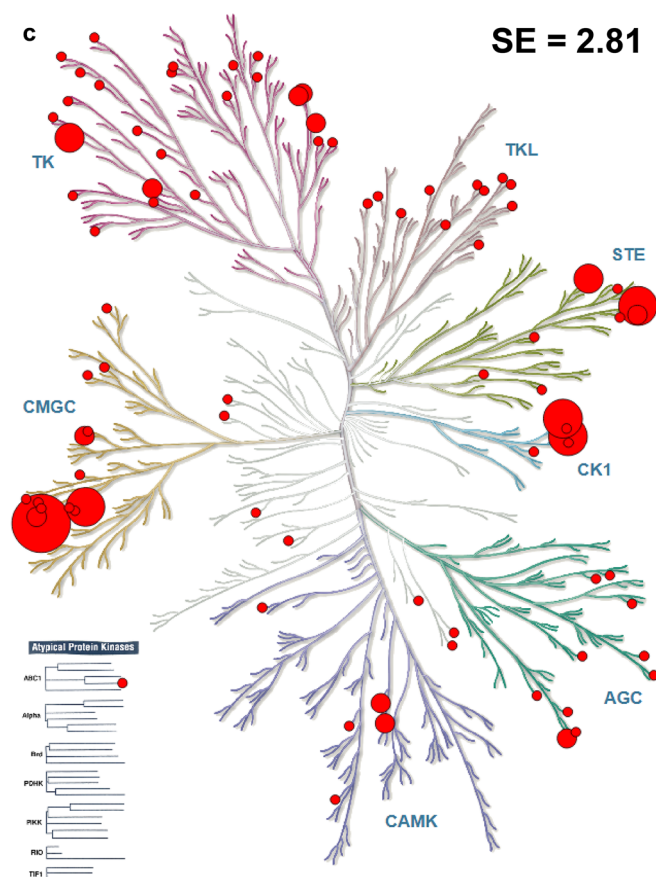 c
SE = 2.81
TK
TKL
STE
CMGC
CK1
AGC
CAMK
Atypical Protein Kinases
ABC1
Alpha
Brd
PDHK
PIKK
RIO
TIF1